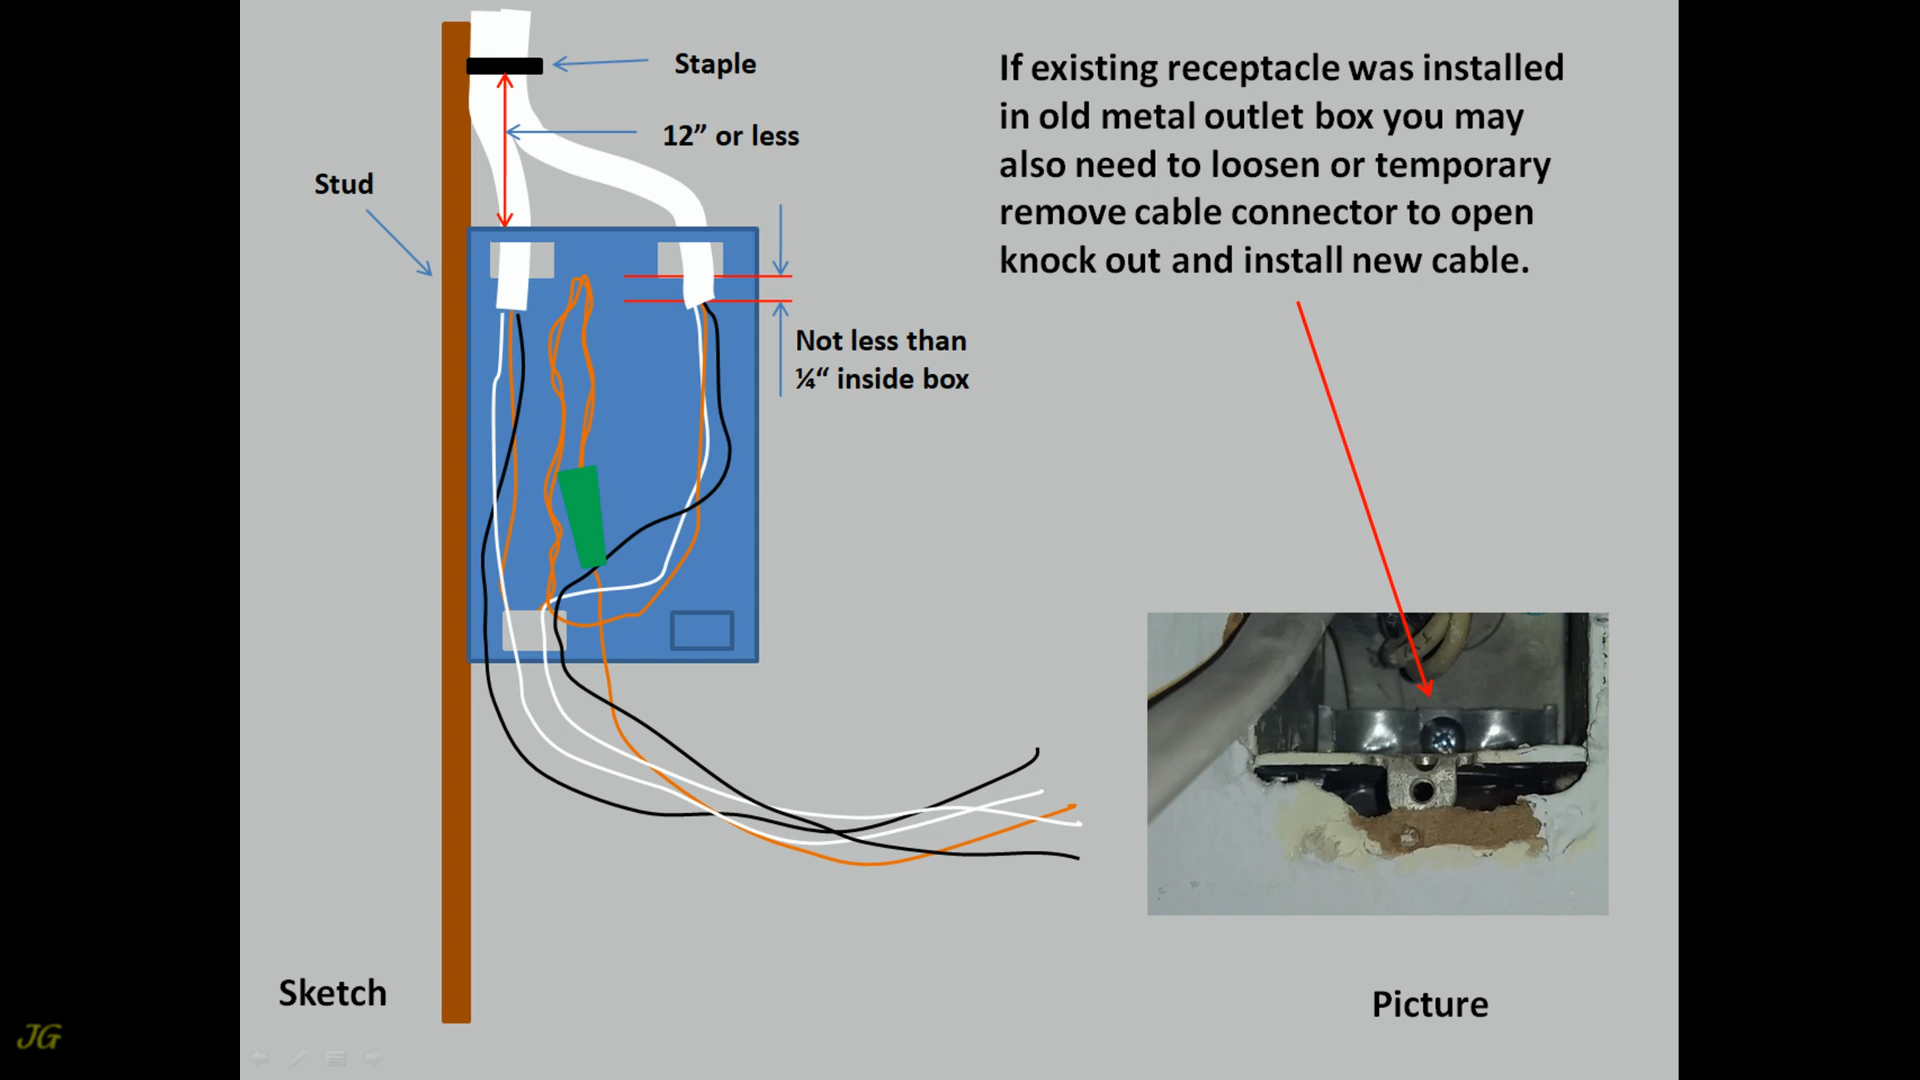 Staple
If existing receptacle was installed
in old metal outlet box you may
also need to loosen or temporary
remove cable connector to open
knock out and install new cable.
12” or less
Stud
Not less than
¼“ inside box
Sketch
Picture
JG